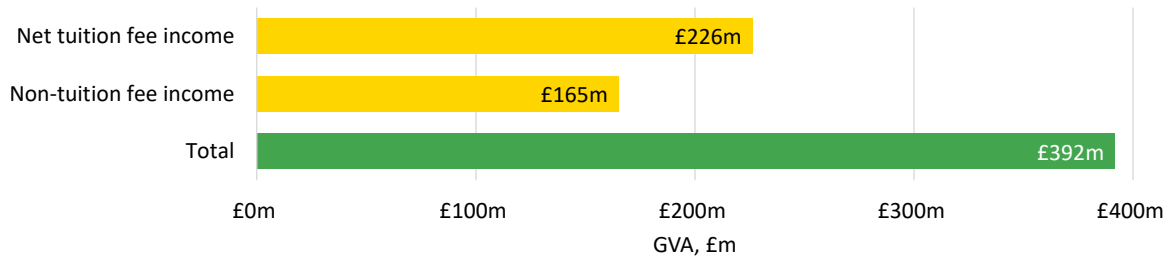 Net tuition fee income £226m
Non-tuition fee income £165m
Total £392m
£0m £100m £200m £300m £400m
GVA, £m